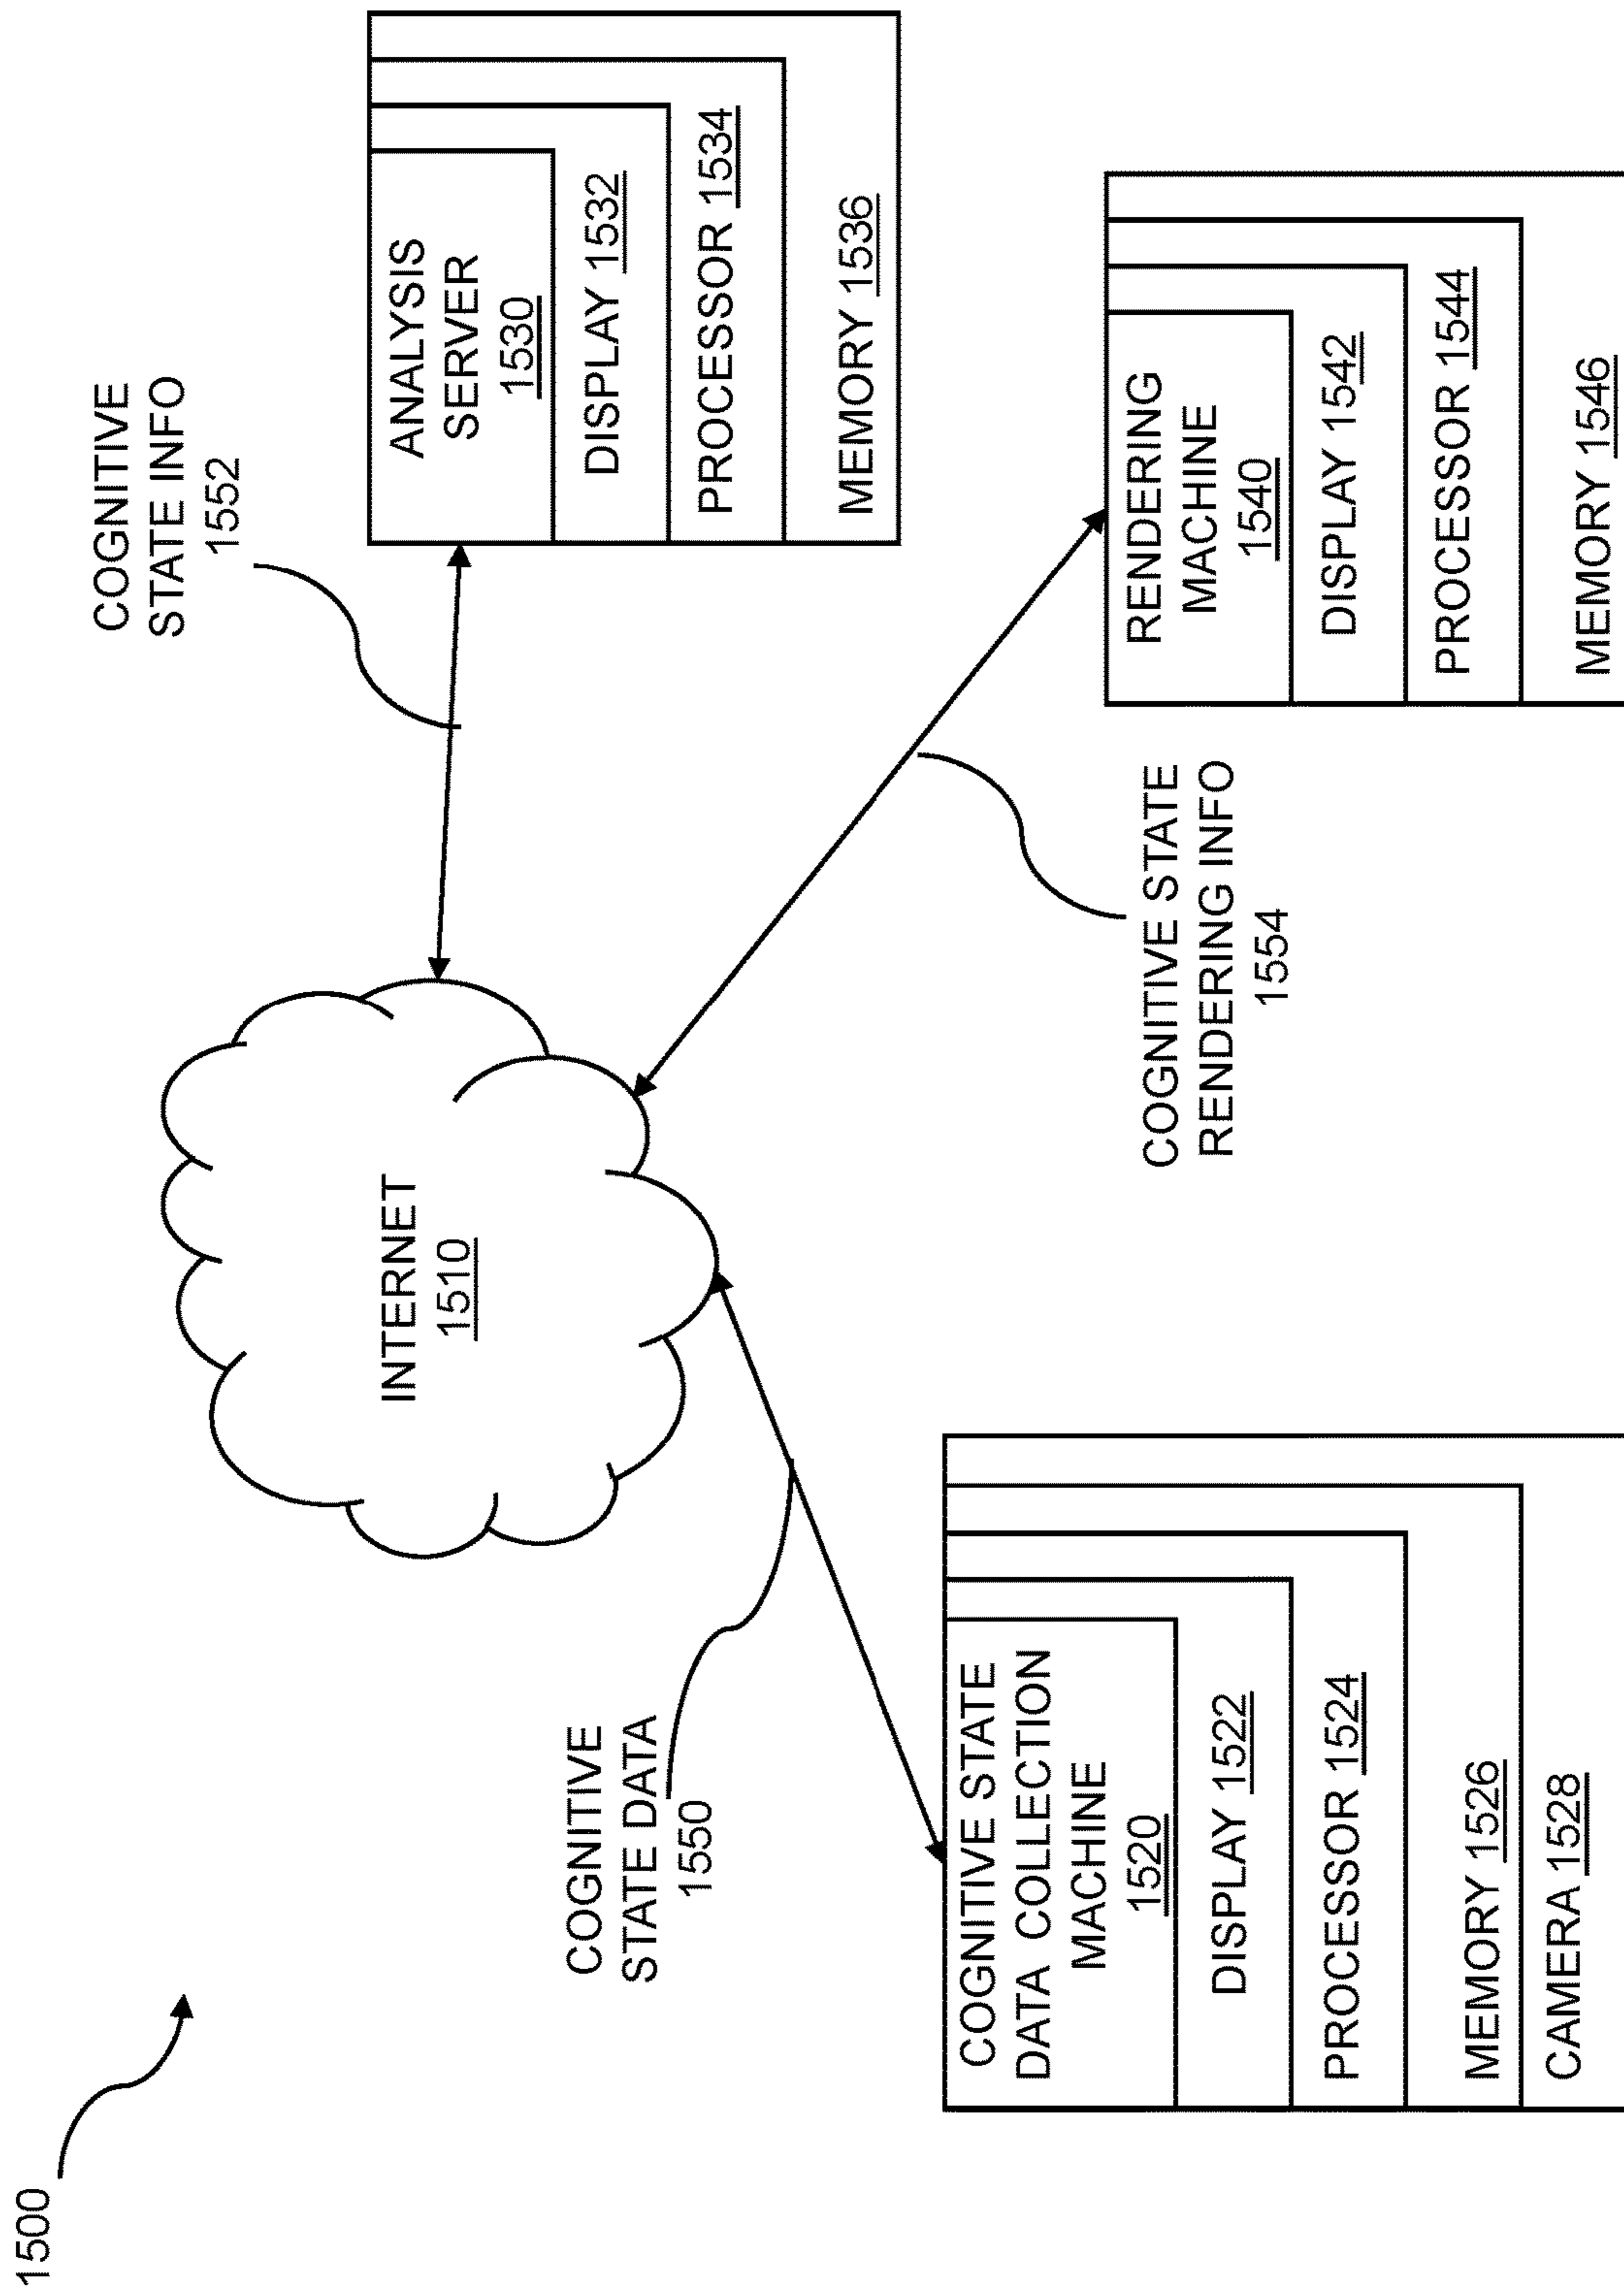 1500
INTERNET
1510
COGNITIVE
STATE INFO
1552
ANALYSIS
SERVER
1530
DISPLAY 1532
PROCESSOR 1534
MEMORY 1536
COGNITIVE
STATE DATA
1550
COGNITIVE STATE
DATA COLLECTION
MACHINE
1520
DISPLAY 1522
PROCESSOR 1524
MEMORY 1526
CAMERA 1528
COGNITIVE STATE
RENDERING INFO
1554
RENDERING
MACHINE
1540
DISPLAY 1542
PROCESSOR 1544
MEMORY 1546